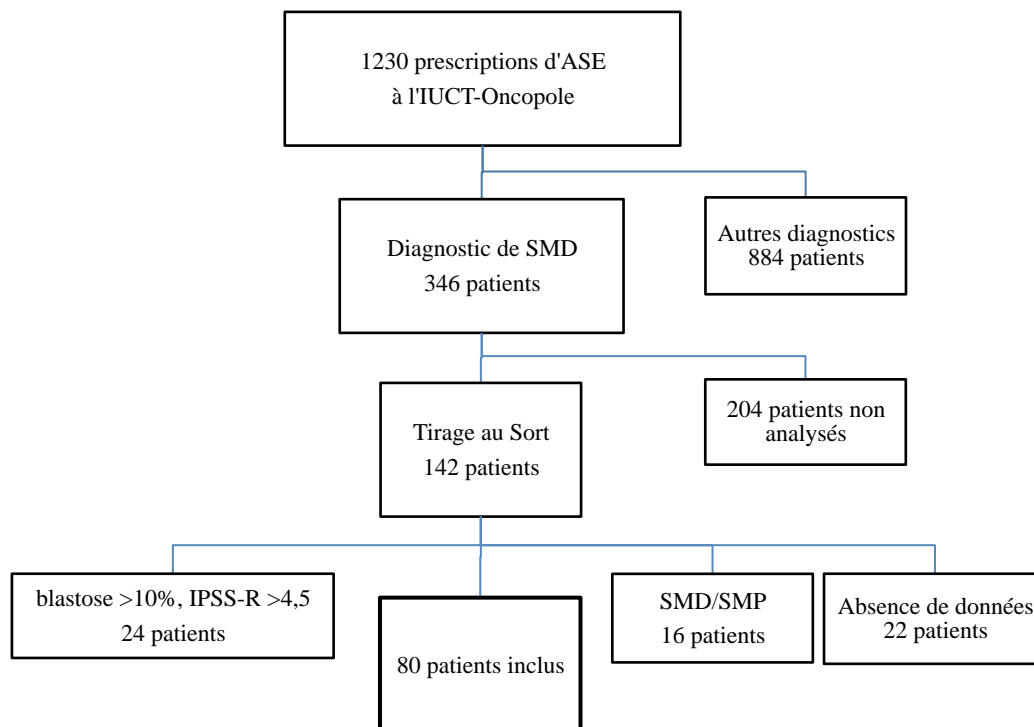 1230 prescriptions d'ASE
à l'IUCT-Oncopole
Diagnostic de SMD
346 patients
Autres diagnostics
884 patients
Tirage au Sort
142 patients
204 patients non
analysés
blastose >10%, IPSS-R >4,5
24 patients
80 patients inclus
SMD/SMP
16 patients
Absence de données
22 patients